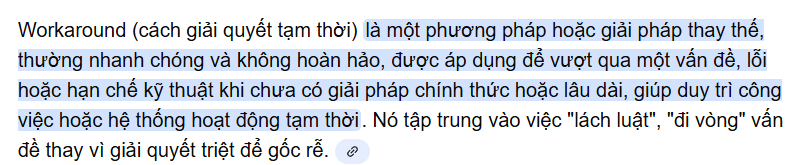 Workaround (cách giải quyết tạm thời) là một phương pháp hoặc giải pháp thay thế,
thường nhanh chóng và không hoàn hảo, được áp dụng để vượt qua một vấn đề, lỗi
hoặc hạn chế kỹ thuật khi chưa có giải pháp chính thức hoặc lâu dài, giúp duy trì công
việc hoặc hệ thống hoạt động tạm thời. Nó tập trung vào việc "lách luật", "đi vòng" vấn
đề thay vì giải quyết triệt để gốc rễ.